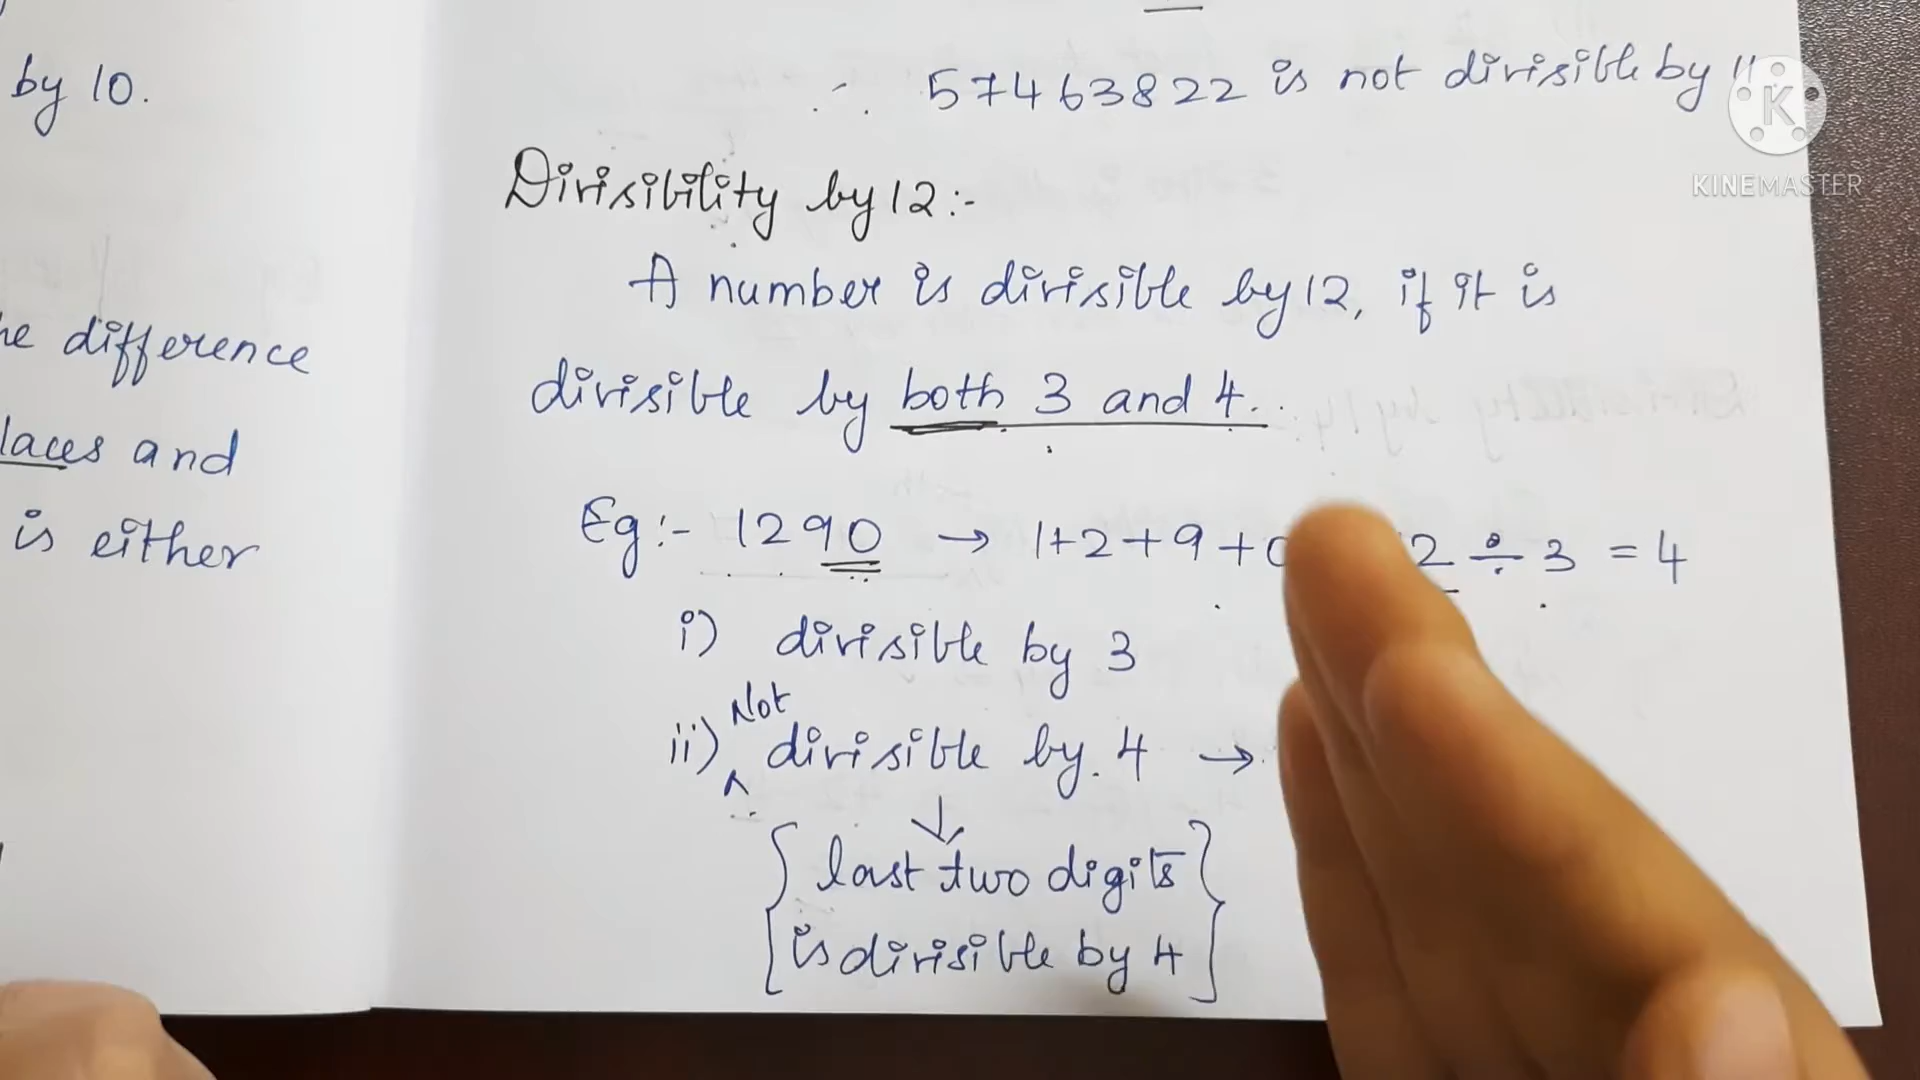 by 10.
he difference
laces and
is either
∴ 57463822 is not divisible by 11
Divisibility by 12:-
A number is divisible by 12, if it is
divisible by both 3 and 4.
Eg:- 1290 → 1+2+9+0 12 ÷ 3 = 4
i) divisible by 3
Not
ii) divisible by 4 →
↓
{ last two digits }
is divisible by 4
KINEMASTER